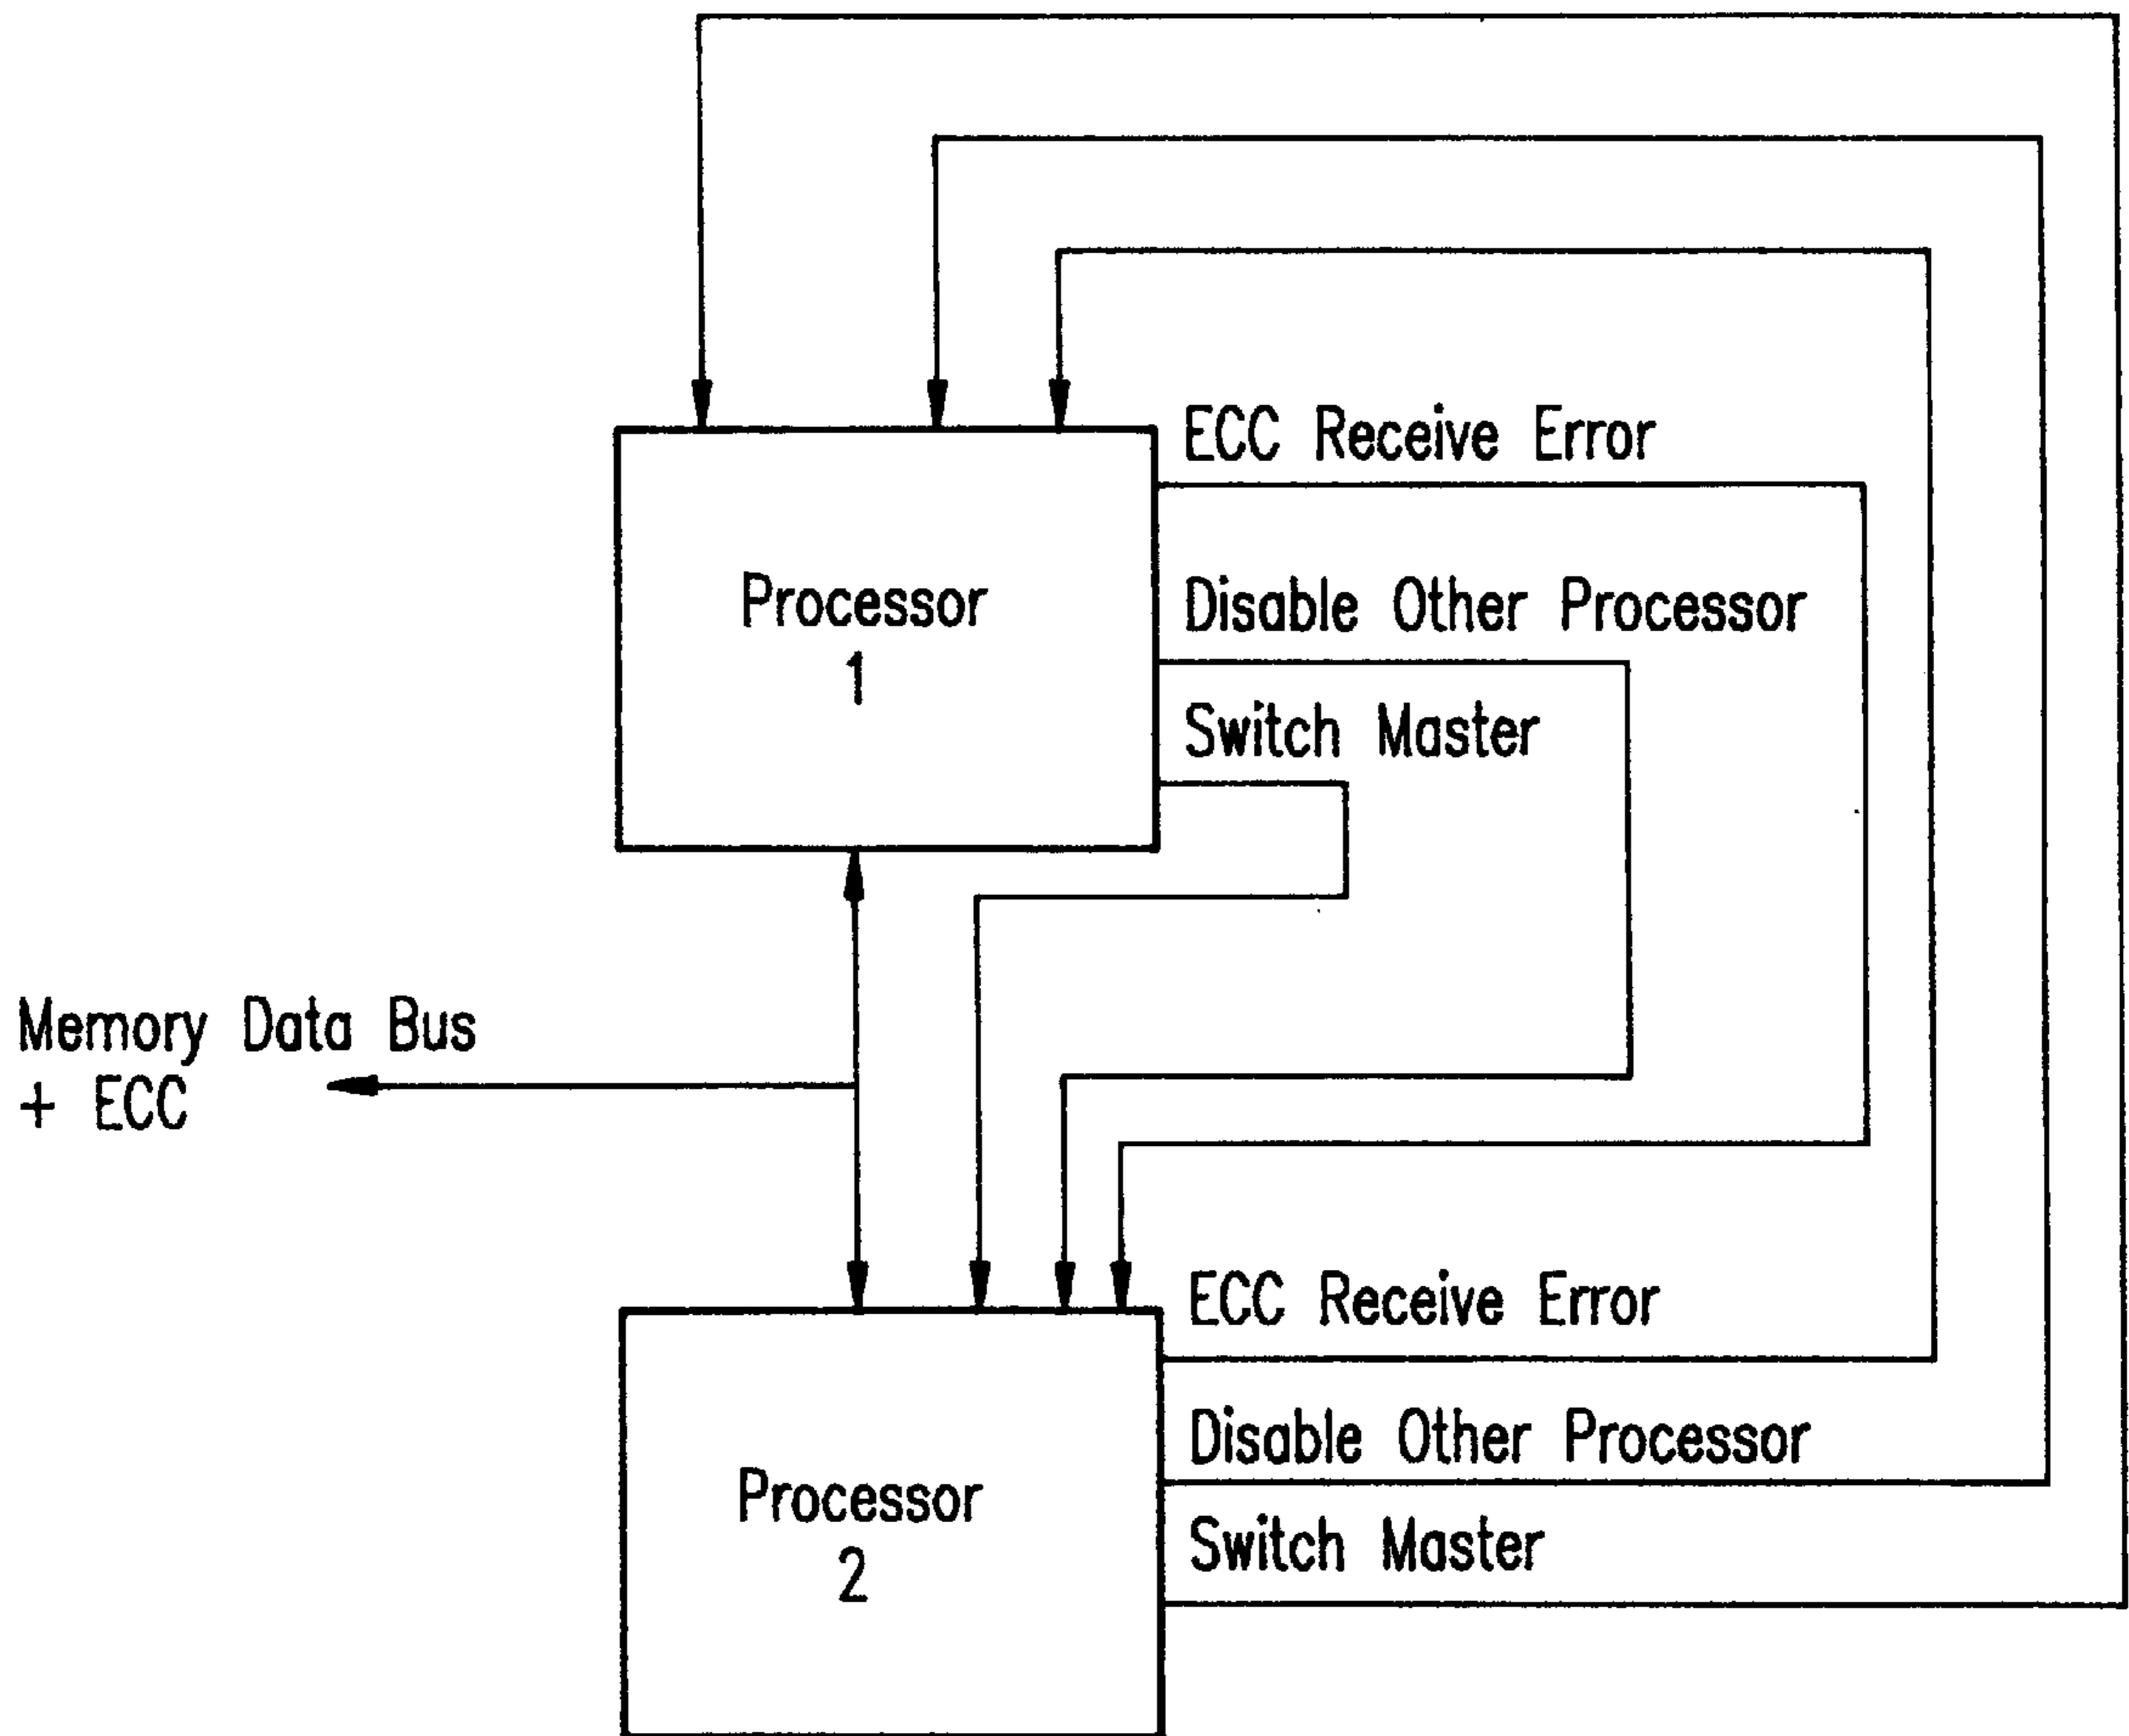 ECC Receive Error
Processor
1
Disable Other Processor
Switch Master
Memory Data Bus
+ ECC
ECC Receive Error
Processor
2
Disable Other Processor
Switch Master